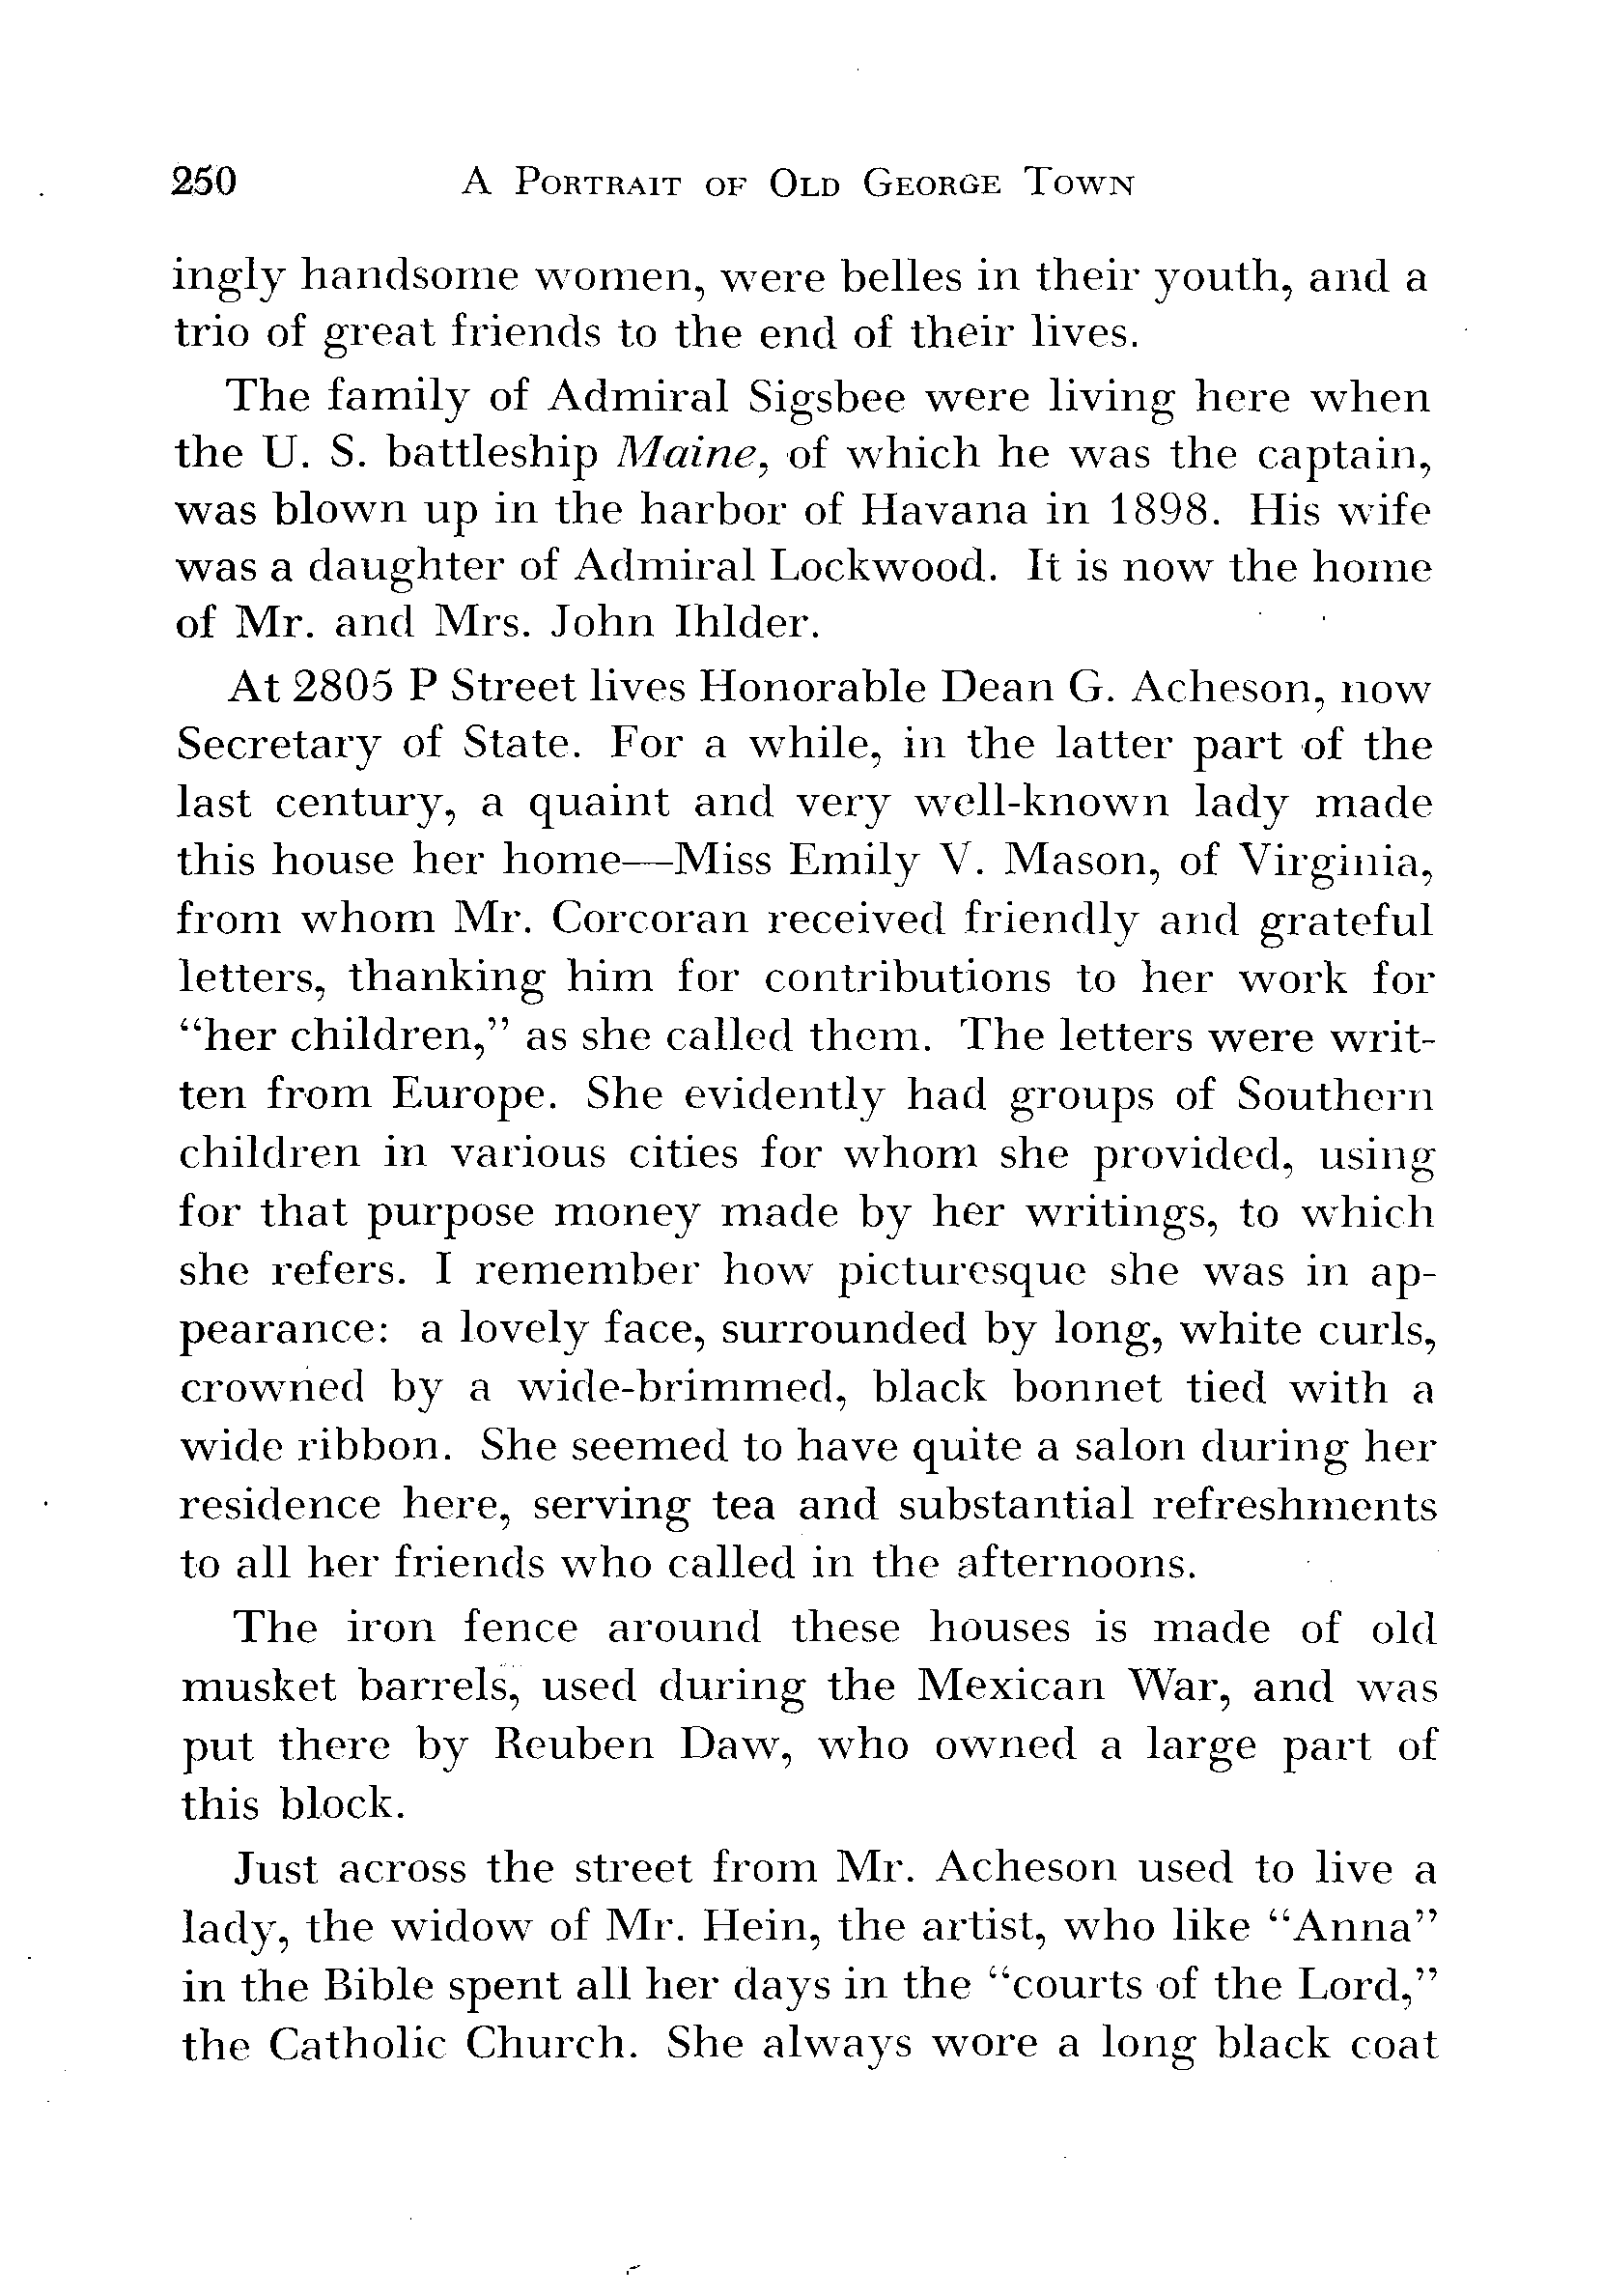 250 A Portrait of Old George Town
ingly handsome women, were belles in their youth, and a
trio of great friends to the end of their lives.
The family of Admiral Sigsbee were living here when
the U. S. battleship Maine, of which he was the captain,
was blown up in the harbor of Havana in 1898. His wife
was a daughter of Admiral Lockwood. It is now the home
of Mr. and Mrs. John Ihlder.
At 2805 P Street lives Honorable Dean G. Acheson, now
Secretary of State. For a while, in the latter part of the
last century, a quaint and very well-known lady made
this house her home—Miss Emily V. Mason, of Virginia,
from whom Mr. Corcoran received friendly and grateful
letters, thanking him for contributions to her work for
“her children,” as she called them. The letters were writ-
ten from Europe. She evidently had groups of Southern
children in various cities for whom she provided, using
for that purpose money made by her writings, to which
she refers. I remember how picturesque she was in ap-
pearance: a lovely face, surrounded by long, white curls,
crowned by a wide-brimmed, black bonnet tied with a
wide ribbon. She seemed to have quite a salon during her
residence here, serving tea and substantial refreshments
to all her friends who called in the afternoons.
The iron fence around these houses is made of old
musket barrels, used during the Mexican War, and was
put there by Reuben Daw, who owned a large part of
this block.
Just across the street from Mr. Acheson used to live a
lady, the widow of Mr. Hein, the artist, who like “Anna”
in the Bible spent all her days in the “courts of the Lord,”
the Catholic Church. She always wore a long black coat